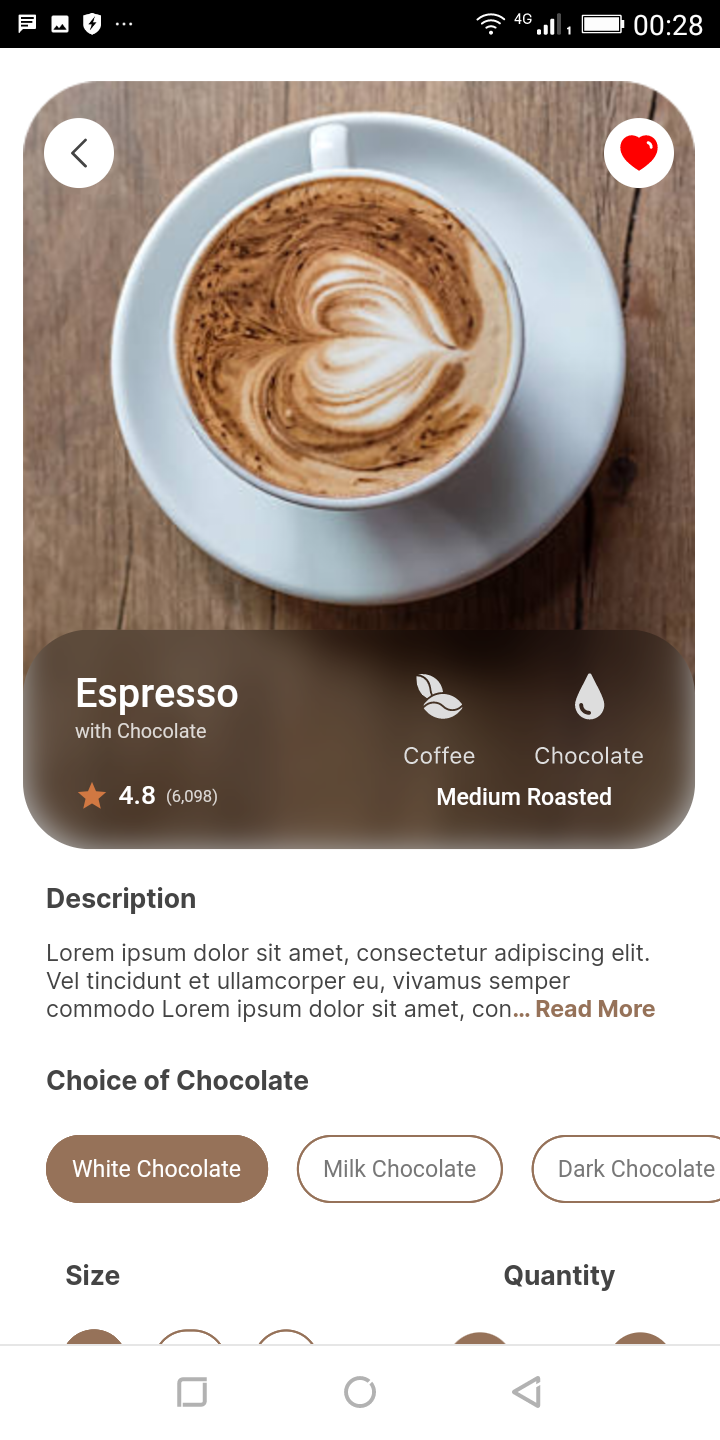 4G 1 00:28
Espresso
with Chocolate
4.8 (6,098)
Coffee Chocolate
Medium Roasted
Description
Lorem ipsum dolor sit amet, consectetur adipiscing elit.
Vel tincidunt et ullamcorper eu, vivamus semper
commodo Lorem ipsum dolor sit amet, con... Read More
Choice of Chocolate
White Chocolate Milk Chocolate Dark Chocolate
Size Quantity